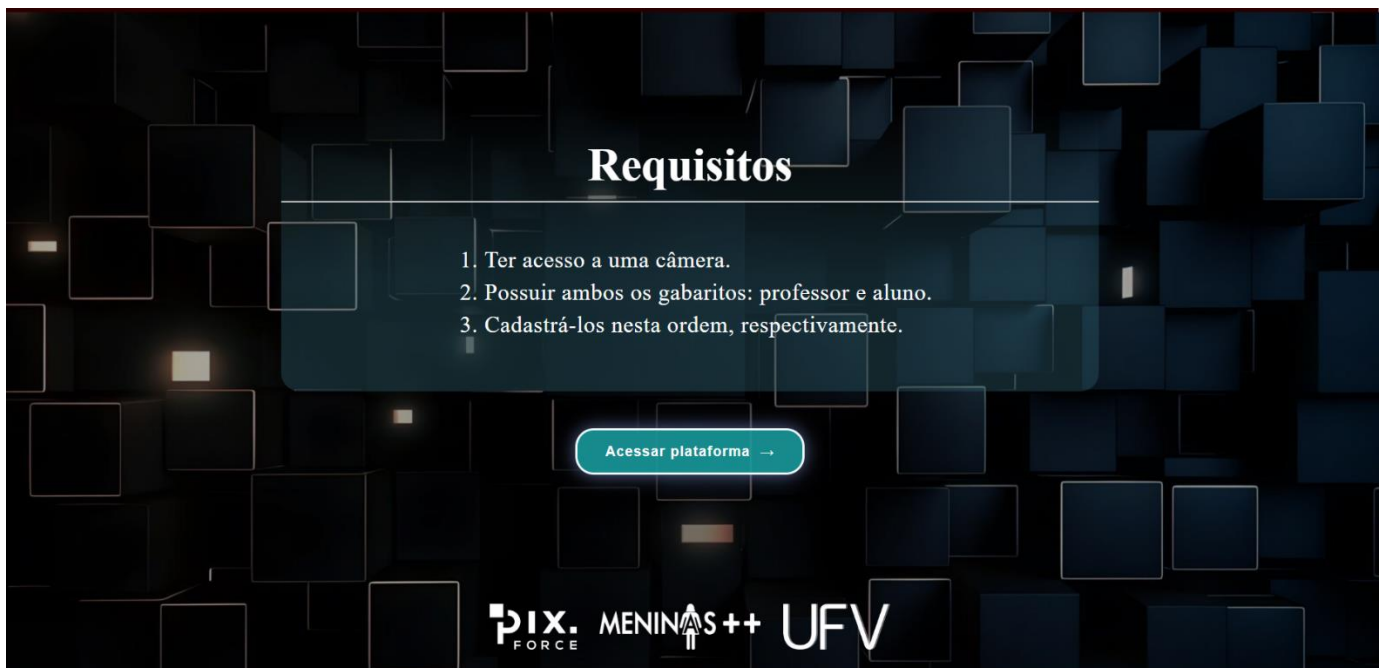 Requisitos
1. Ter acesso a uma câmera.
2. Possuir ambos os gabaritos: professor e aluno.
3. Cadastrá-los nesta ordem, respectivamente.
Acessar plataforma →
PIX. FORCE MENINAS++ UFV